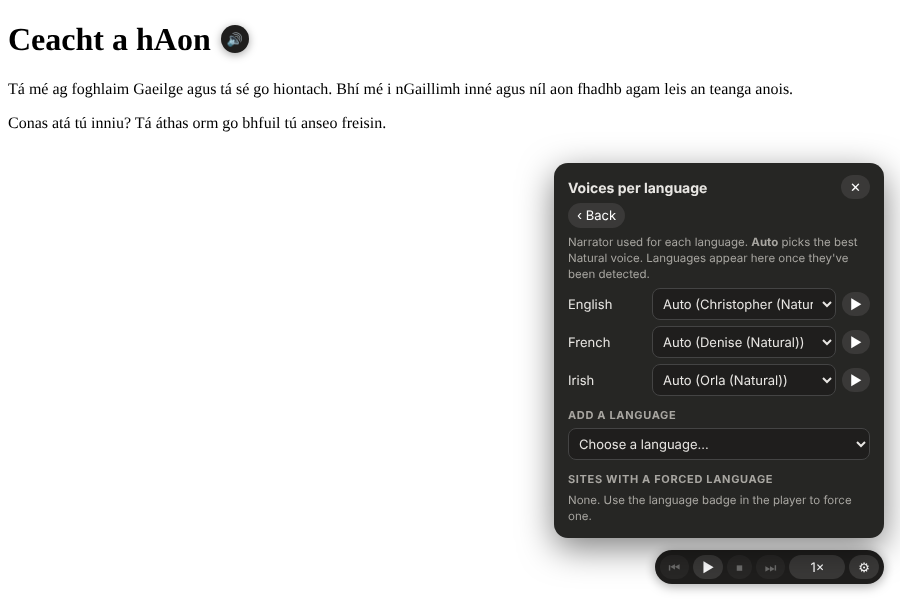 Ceacht a hAon
Tá mé ag foghlaim Gaeilge agus tá sé go hiontach. Bhí mé i nGaillimh inné agus níl aon fhadhb agam leis an teanga anois.
Conas atá tú inniu? Tá áthas orm go bhfuil tú anseo freisin.
Voices per language
‹ Back
Narrator used for each language. Auto picks the best
Natural voice. Languages appear here once they've
been detected.
English Auto (Christopher (Natur
French Auto (Denise (Natural))
Irish Auto (Orla (Natural))
ADD A LANGUAGE
Choose a language…
SITES WITH A FORCED LANGUAGE
None. Use the language badge in the player to force
one.
1×